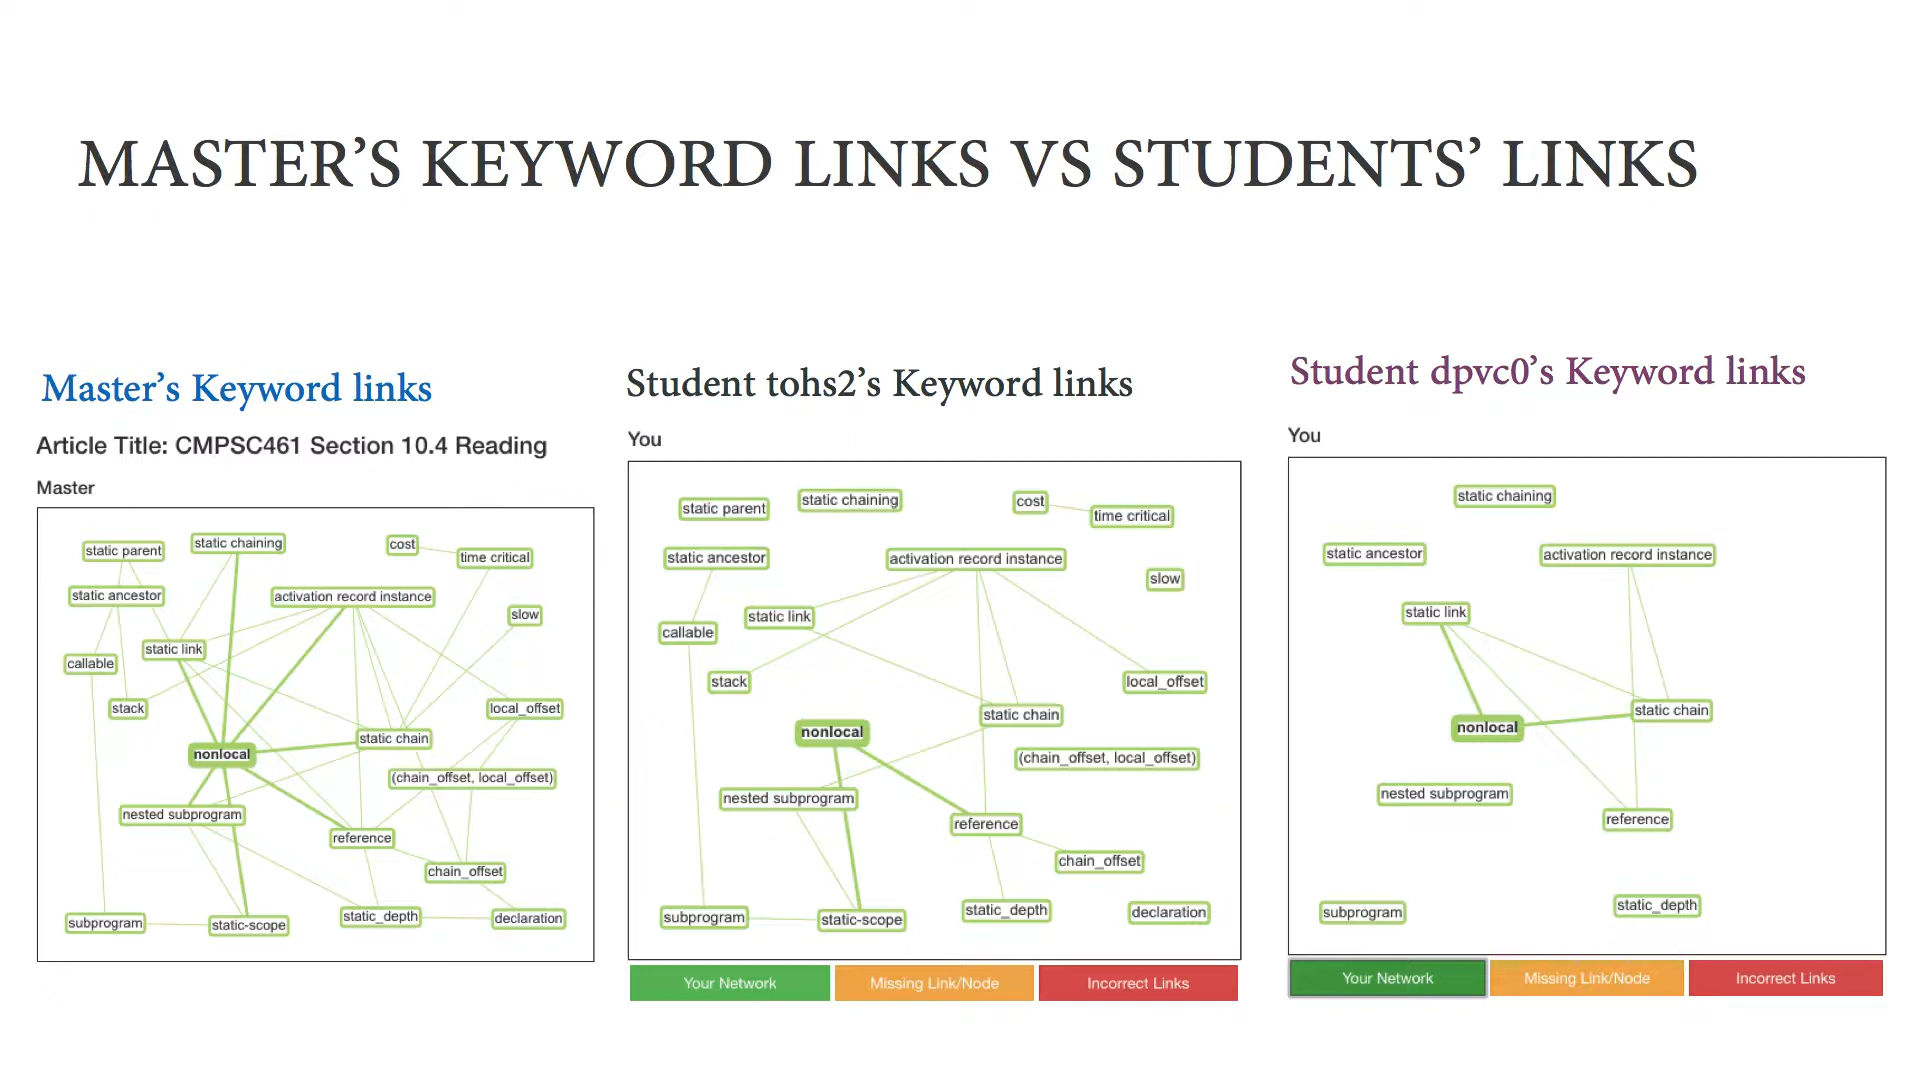 MASTER’S KEYWORD LINKS VS STUDENTS’ LINKS
Master’s Keyword links
Article Title: CMPSC461 Section 10.4 Reading
Master
static parent
static chaining
cost
time critical
static ancestor
activation record instance
slow
static link
callable
stack
local_offset
static chain
nonlocal
(chain_offset, local_offset)
nested subprogram
reference
chain_offset
subprogram
static-scope
static_depth
declaration
Student tohs2’s Keyword links
You
static parent
static chaining
cost
time critical
static ancestor
activation record instance
slow
static link
callable
stack
local_offset
static chain
nonlocal
(chain_offset, local_offset)
nested subprogram
reference
chain_offset
subprogram
static-scope
static_depth
declaration
Your Network
Missing Link/Node
Incorrect Links
Student dpvc0’s Keyword links
You
static chaining
static ancestor
activation record instance
static link
static chain
nonlocal
nested subprogram
reference
subprogram
static_depth
Your Network
Missing Link/Node
Incorrect Links